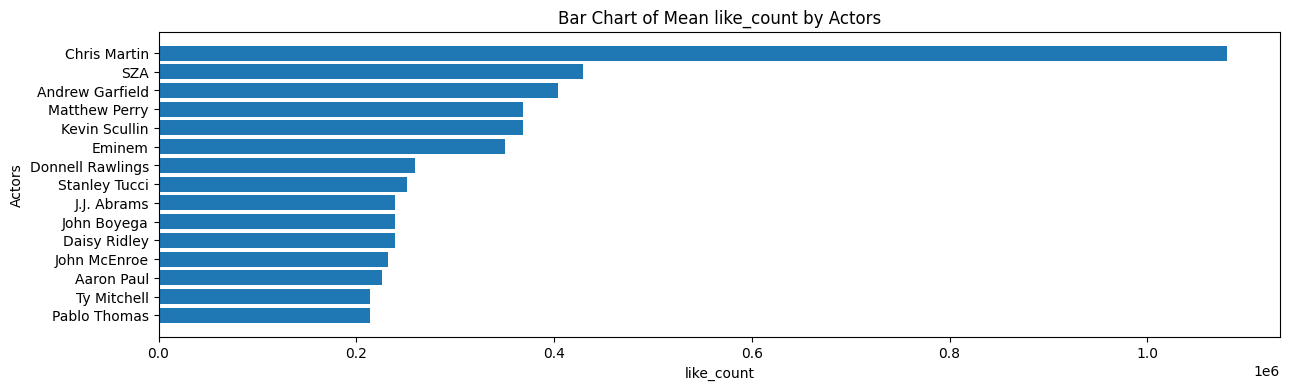 Bar Chart of Mean like_count by Actors
Actors
Chris Martin
SZA
Andrew Garfield
Matthew Perry
Kevin Scullin
Eminem
Donnell Rawlings
Stanley Tucci
J.J. Abrams
John Boyega
Daisy Ridley
John McEnroe
Aaron Paul
Ty Mitchell
Pablo Thomas
0.0 0.2 0.4 0.6 0.8 1.0
1e6
like_count